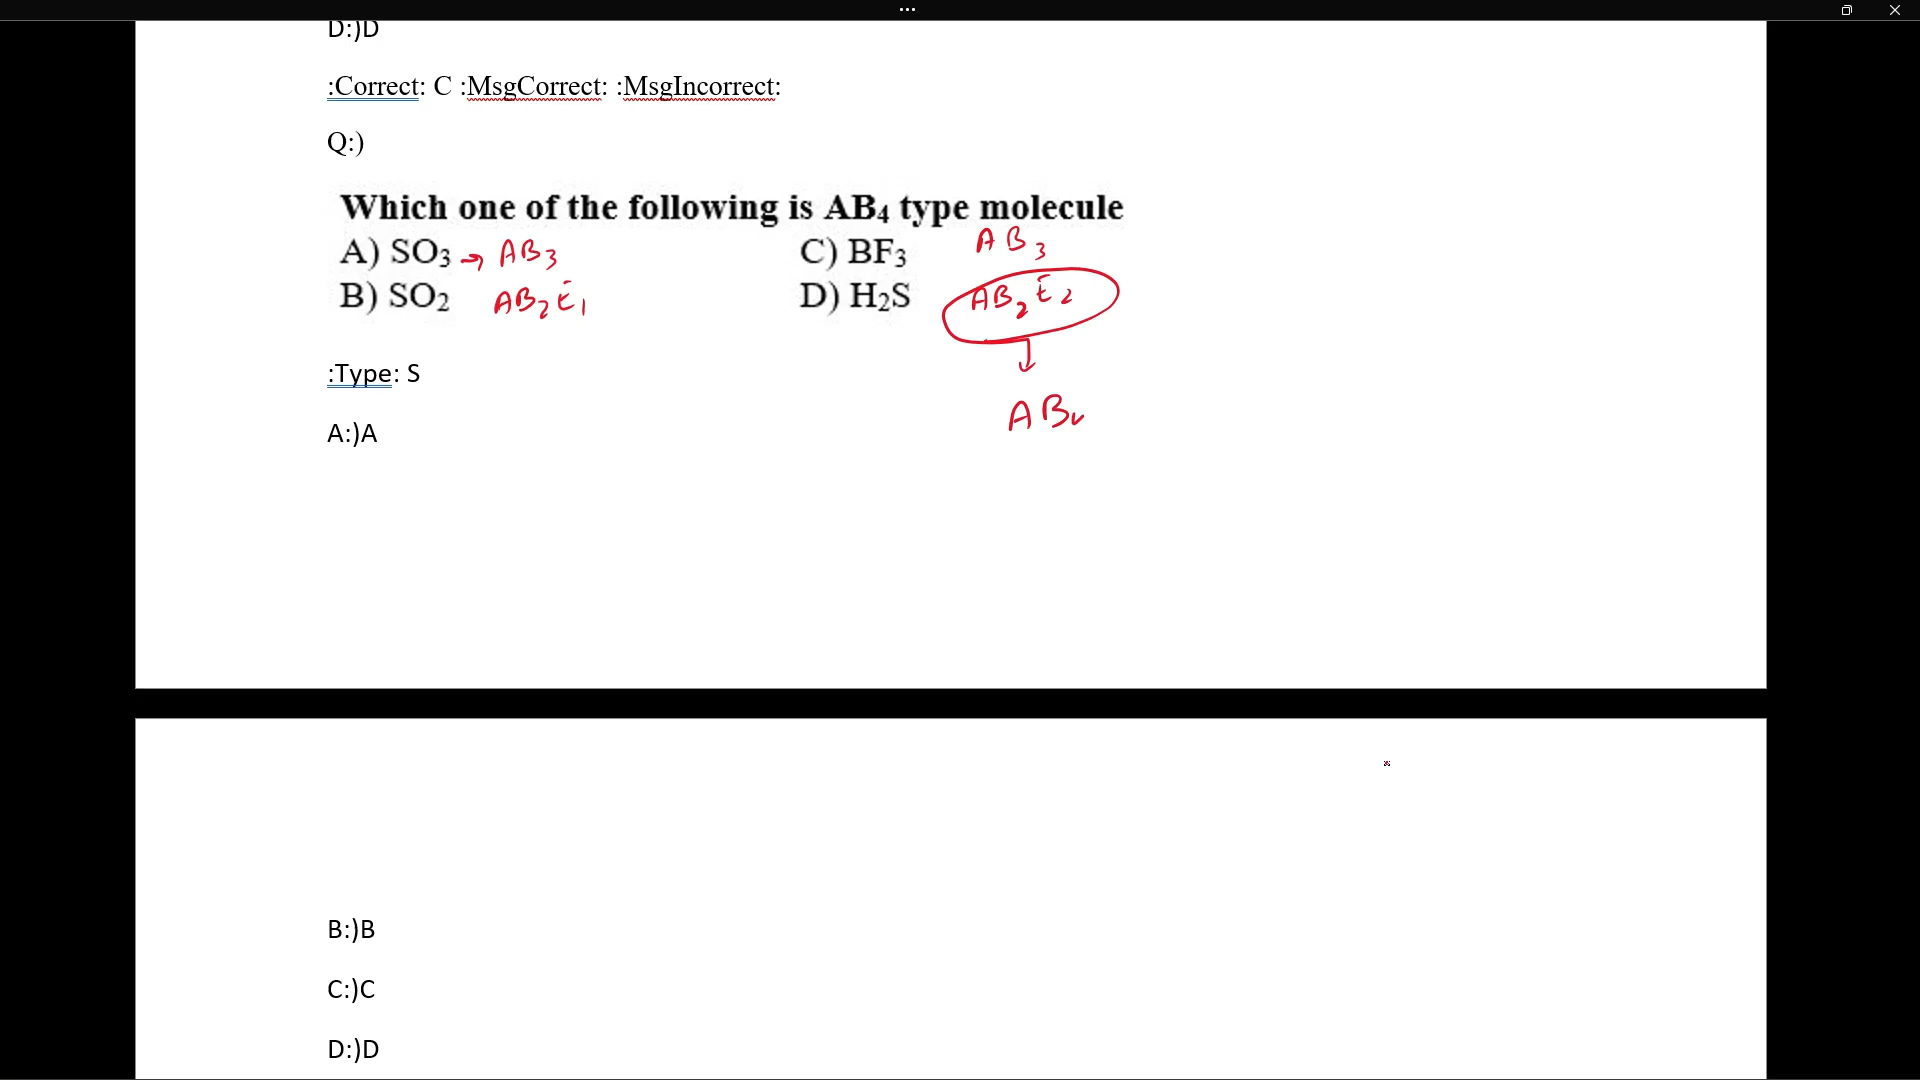 D:)D
:Correct: C :MsgCorrect: :MsgIncorrect:
Q:)
Which one of the following is AB4 type molecule
A) SO3 → AB3
C) BF3 AB3
B) SO2 AB2E1
D) H2S AB2E2
↓
AB4
:Type: S
A:)A
B:)B
C:)C
D:)D